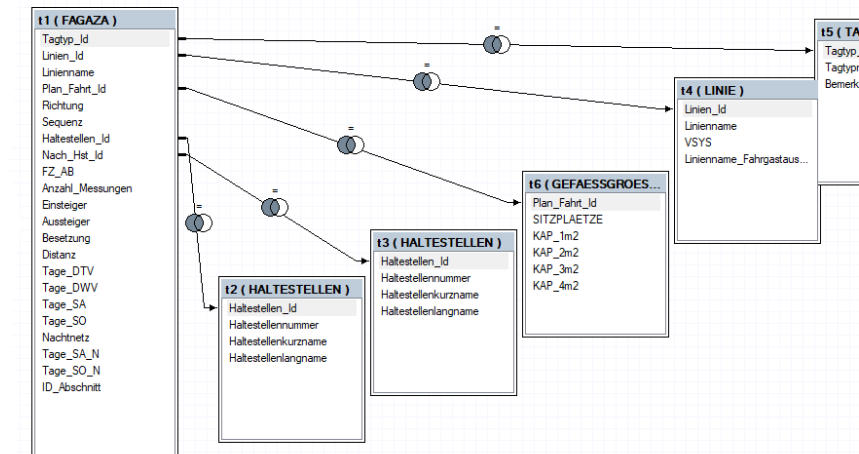 t1 ( FAGAZA )
Tagtyp_Id
Linien_Id
Linienname
Plan_Fahrt_Id
Richtung
Sequenz
Haltestellen_Id
Nach_Hst_Id
FZ_AB
Anzahl_Messungen
Einsteiger
Aussteiger
Besetzung
Distanz
Tage_DTV
Tage_DWV
Tage_SA
Tage_SO
Nachtnetz
Tage_SA_N
Tage_SO_N
ID_Abschnitt
=
=
=
=
=
t2 ( HALTESTELLEN )
Haltestellen_Id
Haltestellennummer
Haltestellenkurzname
Haltestellenlangname
t3 ( HALTESTELLEN )
Haltestellen_Id
Haltestellennummer
Haltestellenkurzname
Haltestellenlangname
t6 ( GEFAESSGROES...
Plan_Fahrt_Id
SITZPLAETZE
KAP_1m2
KAP_2m2
KAP_3m2
KAP_4m2
t4 ( LINIE )
Linien_Id
Linienname
VSYS
Linienname_Fahrgastaus...
t5 ( TA
Tagtyp_
Tagtypn
Bemerk